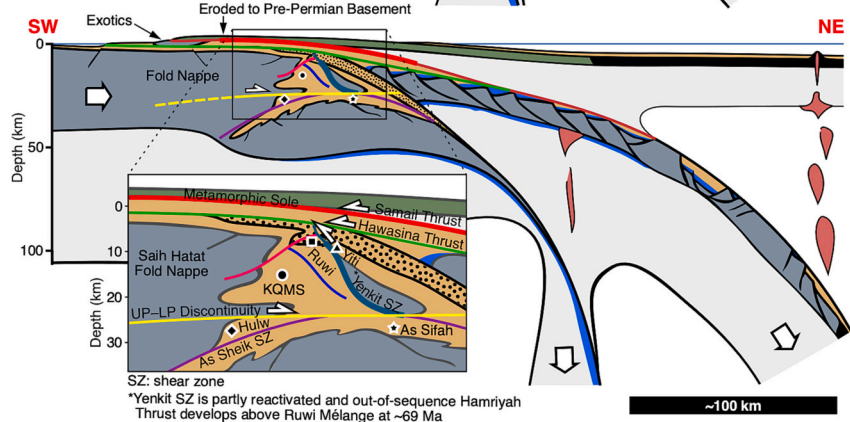 Eroded to Pre-Permian Basement
Exotics
SW
NE
0
50
100
Depth (km)
Fold Nappe
Metamorphic Sole
Samail Thrust
Hawasina Thrust
0
10
20
30
Depth (km)
Saih Hatat
Fold Nappe
Ruwi
Yiti
*Yenkit SZ
KQMS
UP–LP Discontinuity
Hulw
As Sheik SZ
As Sifah
SZ: shear zone
*Yenkit SZ is partly reactivated and out-of-sequence Hamriyah
Thrust develops above Ruwi Mélange at ~69 Ma
~100 km